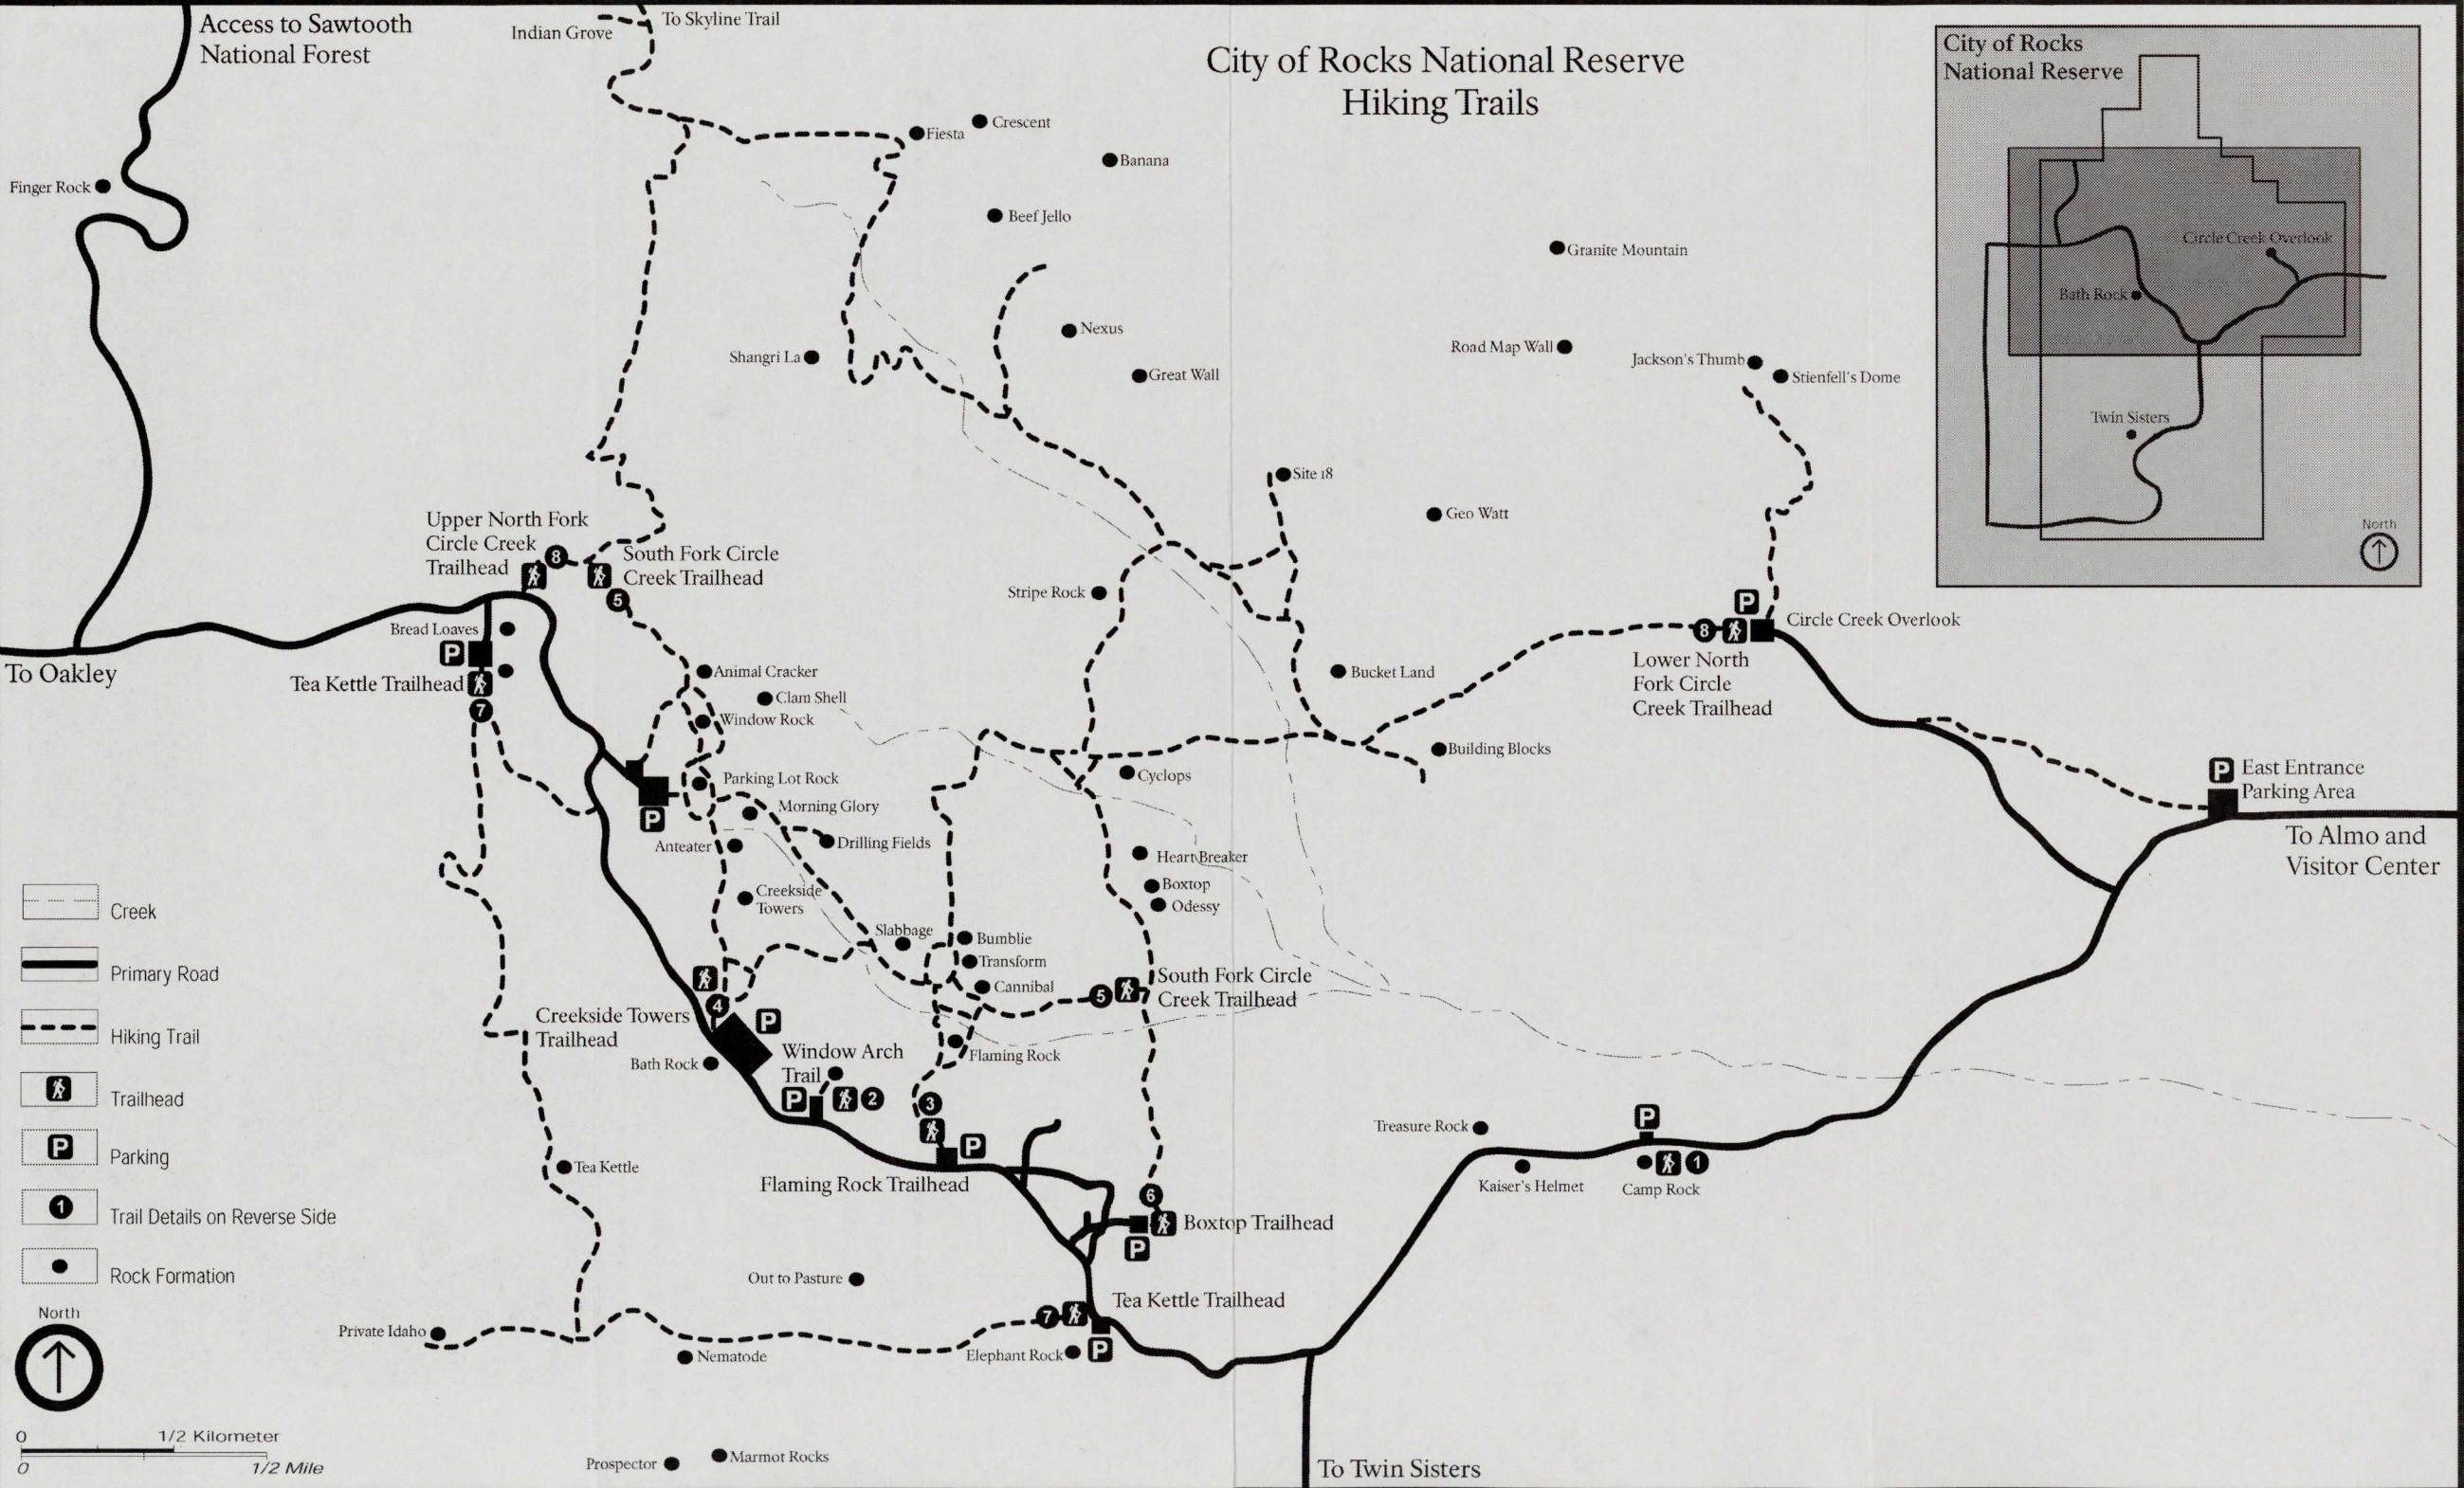 Access to Sawtooth
National Forest
Indian Grove
To Skyline Trail
City of Rocks National Reserve
Hiking Trails
City of Rocks
National Reserve
Circle Creek Overlook
Bath Rock
Twin Sisters
North
Finger Rock
Fiesta
Crescent
Banana
Beef Jello
Granite Mountain
Nexus
Shangri La
Great Wall
Road Map Wall
Jackson's Thumb
Stienfell's Dome
Site 18
Geo Watt
Upper North Fork
Circle Creek
Trailhead
8
South Fork Circle
Creek Trailhead
5
Stripe Rock
P
Circle Creek Overlook
8
Lower North
Fork Circle
Creek Trailhead
Bread Loaves
P
To Oakley
Tea Kettle Trailhead
7
Animal Cracker
Clam Shell
Window Rock
Bucket Land
Building Blocks
Parking Lot Rock
P
Cyclops
P
East Entrance
Parking Area
Morning Glory
Anteater
Drilling Fields
To Almo and
Visitor Center
Heart Breaker
Boxtop
Odessy
Creekside
Towers
Slabbage
Bumblie
Transform
Cannibal
5
South Fork Circle
Creek Trailhead
4
Creekside Towers
Trailhead
P
Bath Rock
Window Arch
Trail
P
2
Flaming Rock
3
P
Flaming Rock Trailhead
Treasure Rock
P
1
Kaiser's Helmet
Camp Rock
Tea Kettle
6
Boxtop Trailhead
P
Out to Pasture
Tea Kettle Trailhead
7
P
Elephant Rock
Private Idaho
Nematode
Prospector
Marmot Rocks
To Twin Sisters
Creek
Primary Road
Hiking Trail
Trailhead
P
Parking
1
Trail Details on Reverse Side
Rock Formation
North
0
1/2 Kilometer
0
1/2 Mile